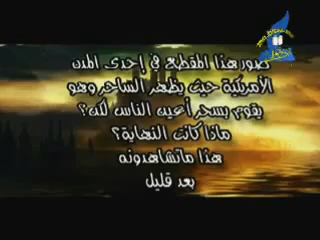 صور هذا المقطع في إحدى المدن
الأمريكية حيث يظهر الساحر وهو
يقوم بسحر أعين الناس لكن؟
ماذا كانت النهاية؟
هذا ماتشاهدونه
بعد قليل